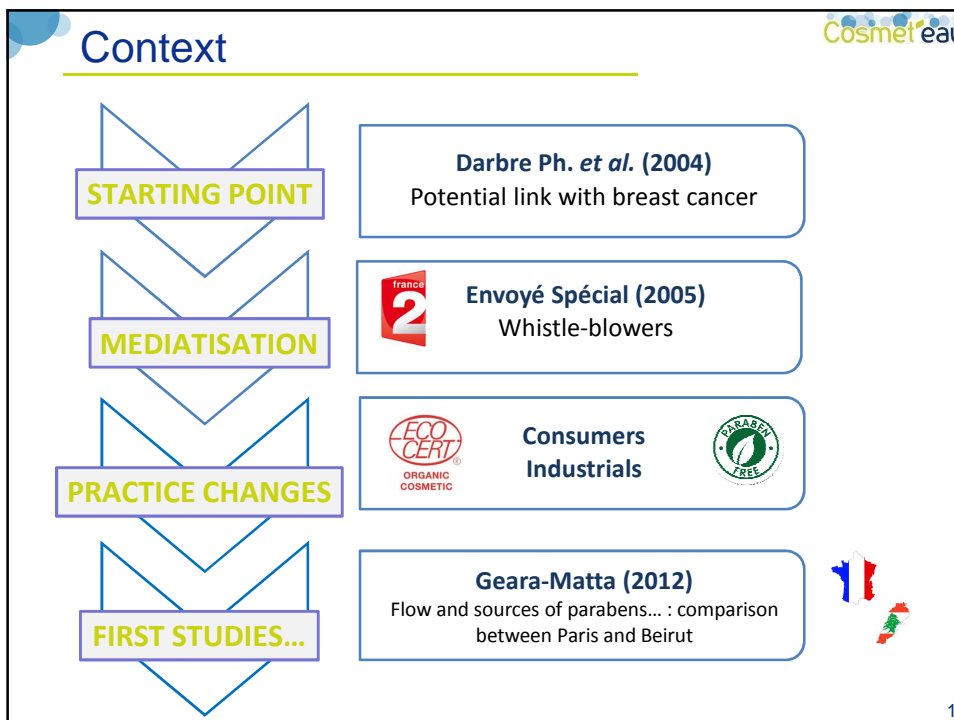 Context
Cosmet'eau
STARTING POINT
Darbre Ph. et al. (2004)
Potential link with breast cancer
MEDIATISATION
france
2
Envoyé Spécial (2005)
Whistle-blowers
PRACTICE CHANGES
ECO
CERT
®
ORGANIC
COSMETIC
Consumers
Industrials
PARABEN
FREE
FIRST STUDIES…
Geara-Matta (2012)
Flow and sources of parabens… : comparison
between Paris and Beirut
1